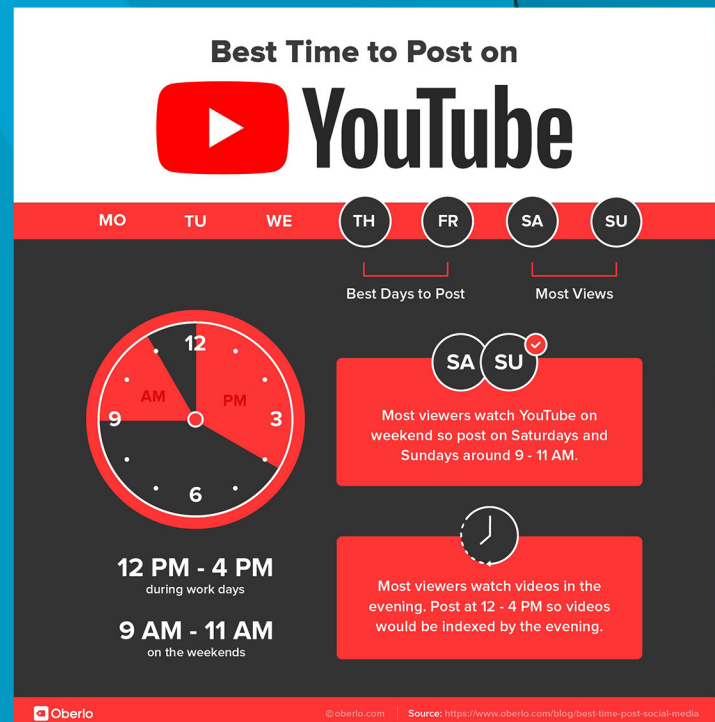 Best Time to Post on
YouTube
MO TU WE TH FR SA SU
Best Days to Post
Most Views
12
AM
PM
9
3
6
12 PM - 4 PM
during work days
9 AM - 11 AM
on the weekends
SA SU
Most viewers watch YouTube on
weekend so post on Saturdays and
Sundays around 9 - 11 AM.
Most viewers watch videos in the
evening. Post at 12 - 4 PM so videos
would be indexed by the evening.
Oberlo
©oberlo.com
Source: https://www.oberlo.com/blog/best-time-post-social-media